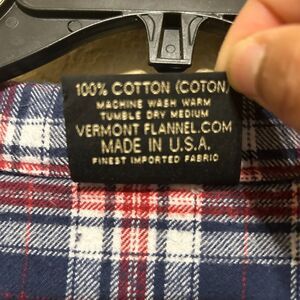 100% COTTON (COTON)
MACHINE WASH WARM
TUMBLE DRY MEDIUM
VERMONT FLANNEL.COM
MADE IN U.S.A.
FINEST IMPORTED FABRIC